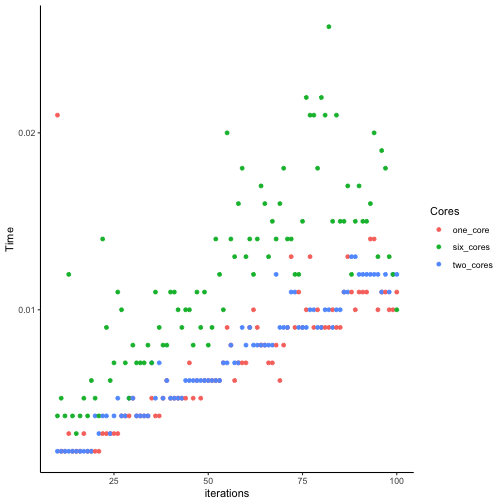 Time
0.02
0.01
25
50
75
100
iterations
Cores
one_core
six_cores
two_cores